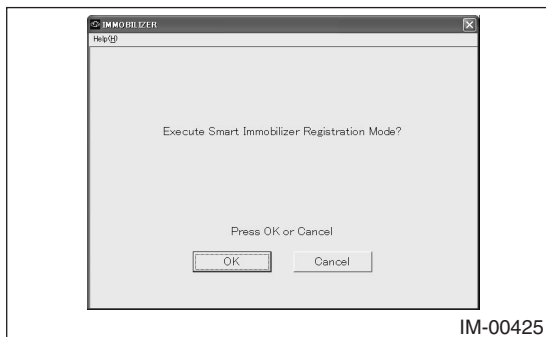 IMMOBILIZER
Help(H)
Execute Smart Immobilizer Registration Mode?
Press OK or Cancel
OK
Cancel
IM-00425